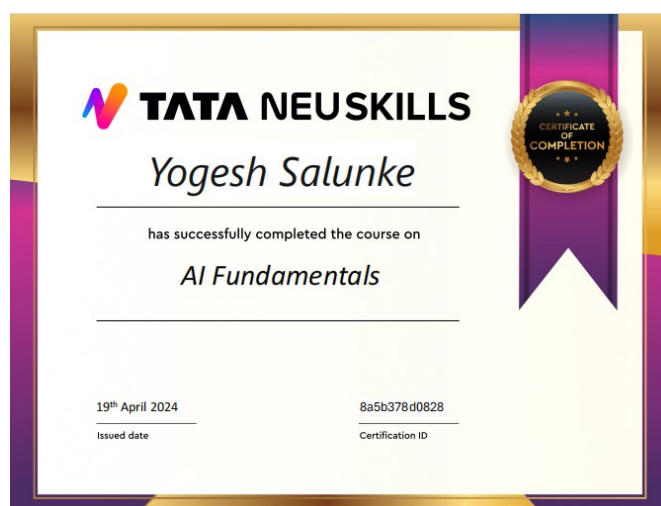 TATA NEUSKILLS
CERTIFICATE
OF
COMPLETION
Yogesh Salunke
has successfully completed the course on
AI Fundamentals
19th April 2024
8a5b378d0828
Issued date
Certification ID